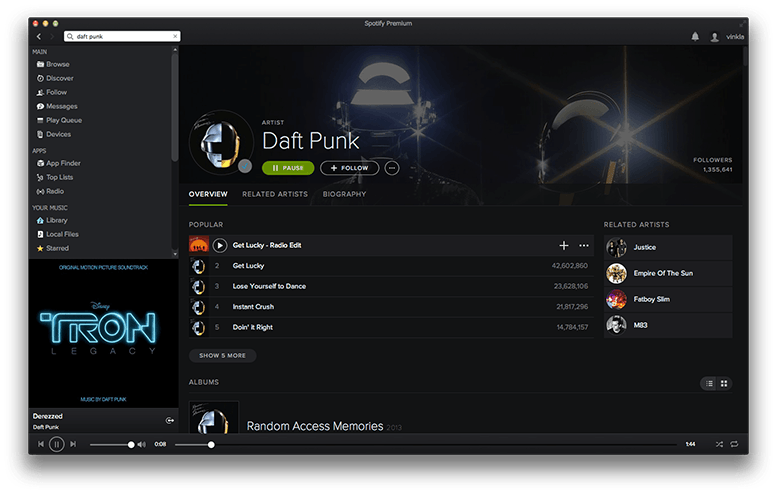 Spotify Premium
daft punk
vinkla
MAIN
Browse
Discover
Follow
Messages
Play Queue
Devices
APPS
App Finder
Top Lists
Radio
YOUR MUSIC
Library
Local Files
Starred
ORIGINAL MOTION PICTURE SOUNDTRACK
Disney
TRON
LEGACY
MUSIC BY DAFT PUNK
Derezzed
Daft Punk
ARTIST
Daft Punk
PAUSE
FOLLOW
FOLLOWERS
1,355,641
OVERVIEW RELATED ARTISTS BIOGRAPHY
POPULAR
Get Lucky - Radio Edit
2 Get Lucky 42,602,860
3 Lose Yourself to Dance 23,628,106
4 Instant Crush 21,817,296
5 Doin' it Right 14,784,157
SHOW 5 MORE
RELATED ARTISTS
Justice
Empire Of The Sun
Fatboy Slim
M83
ALBUMS
Random Access Memories 2013
0:08 1:44